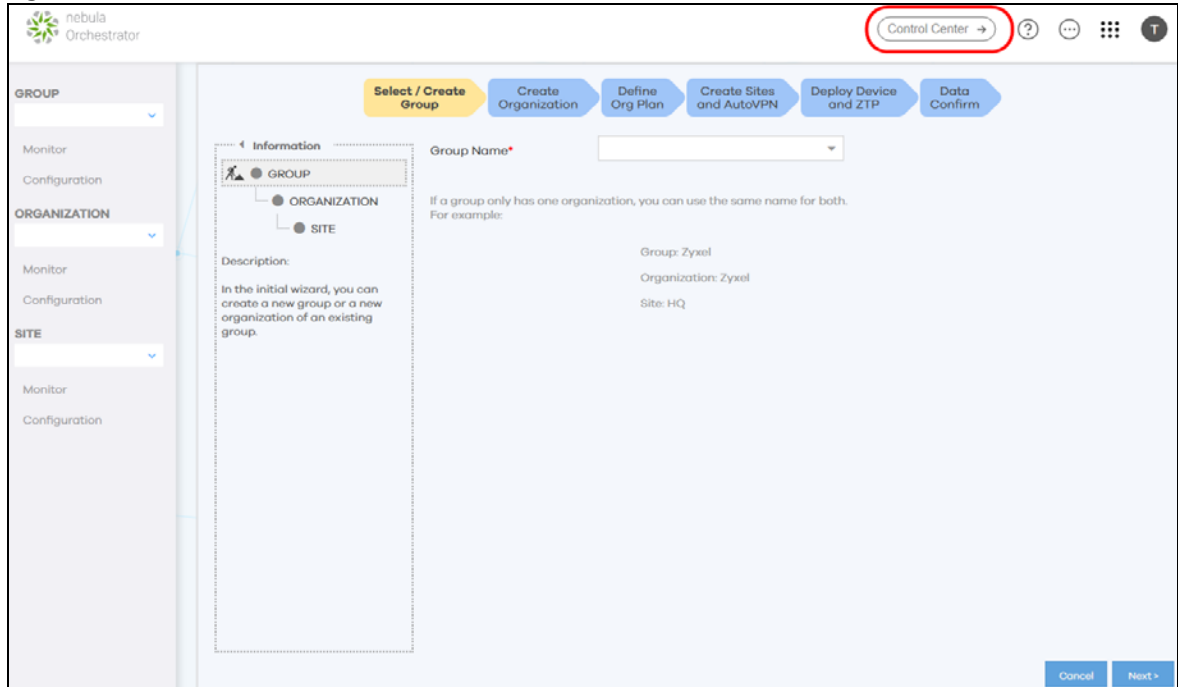 nebula
Orchestrator
Control Center →
?
T
GROUP
Monitor
Configuration
ORGANIZATION
Monitor
Configuration
SITE
Monitor
Configuration
Select / Create
Group
Create
Organization
Define
Org Plan
Create Sites
and AutoVPN
Deploy Device
and ZTP
Data
Confirm
Information
GROUP
ORGANIZATION
SITE
Description:
In the initial wizard, you can
create a new group or a new
organization of an existing
group.
Group Name*
If a group only has one organization, you can use the same name for both.
For example:
Group: Zyxel
Organization: Zyxel
Site: HQ
Cancel
Next >